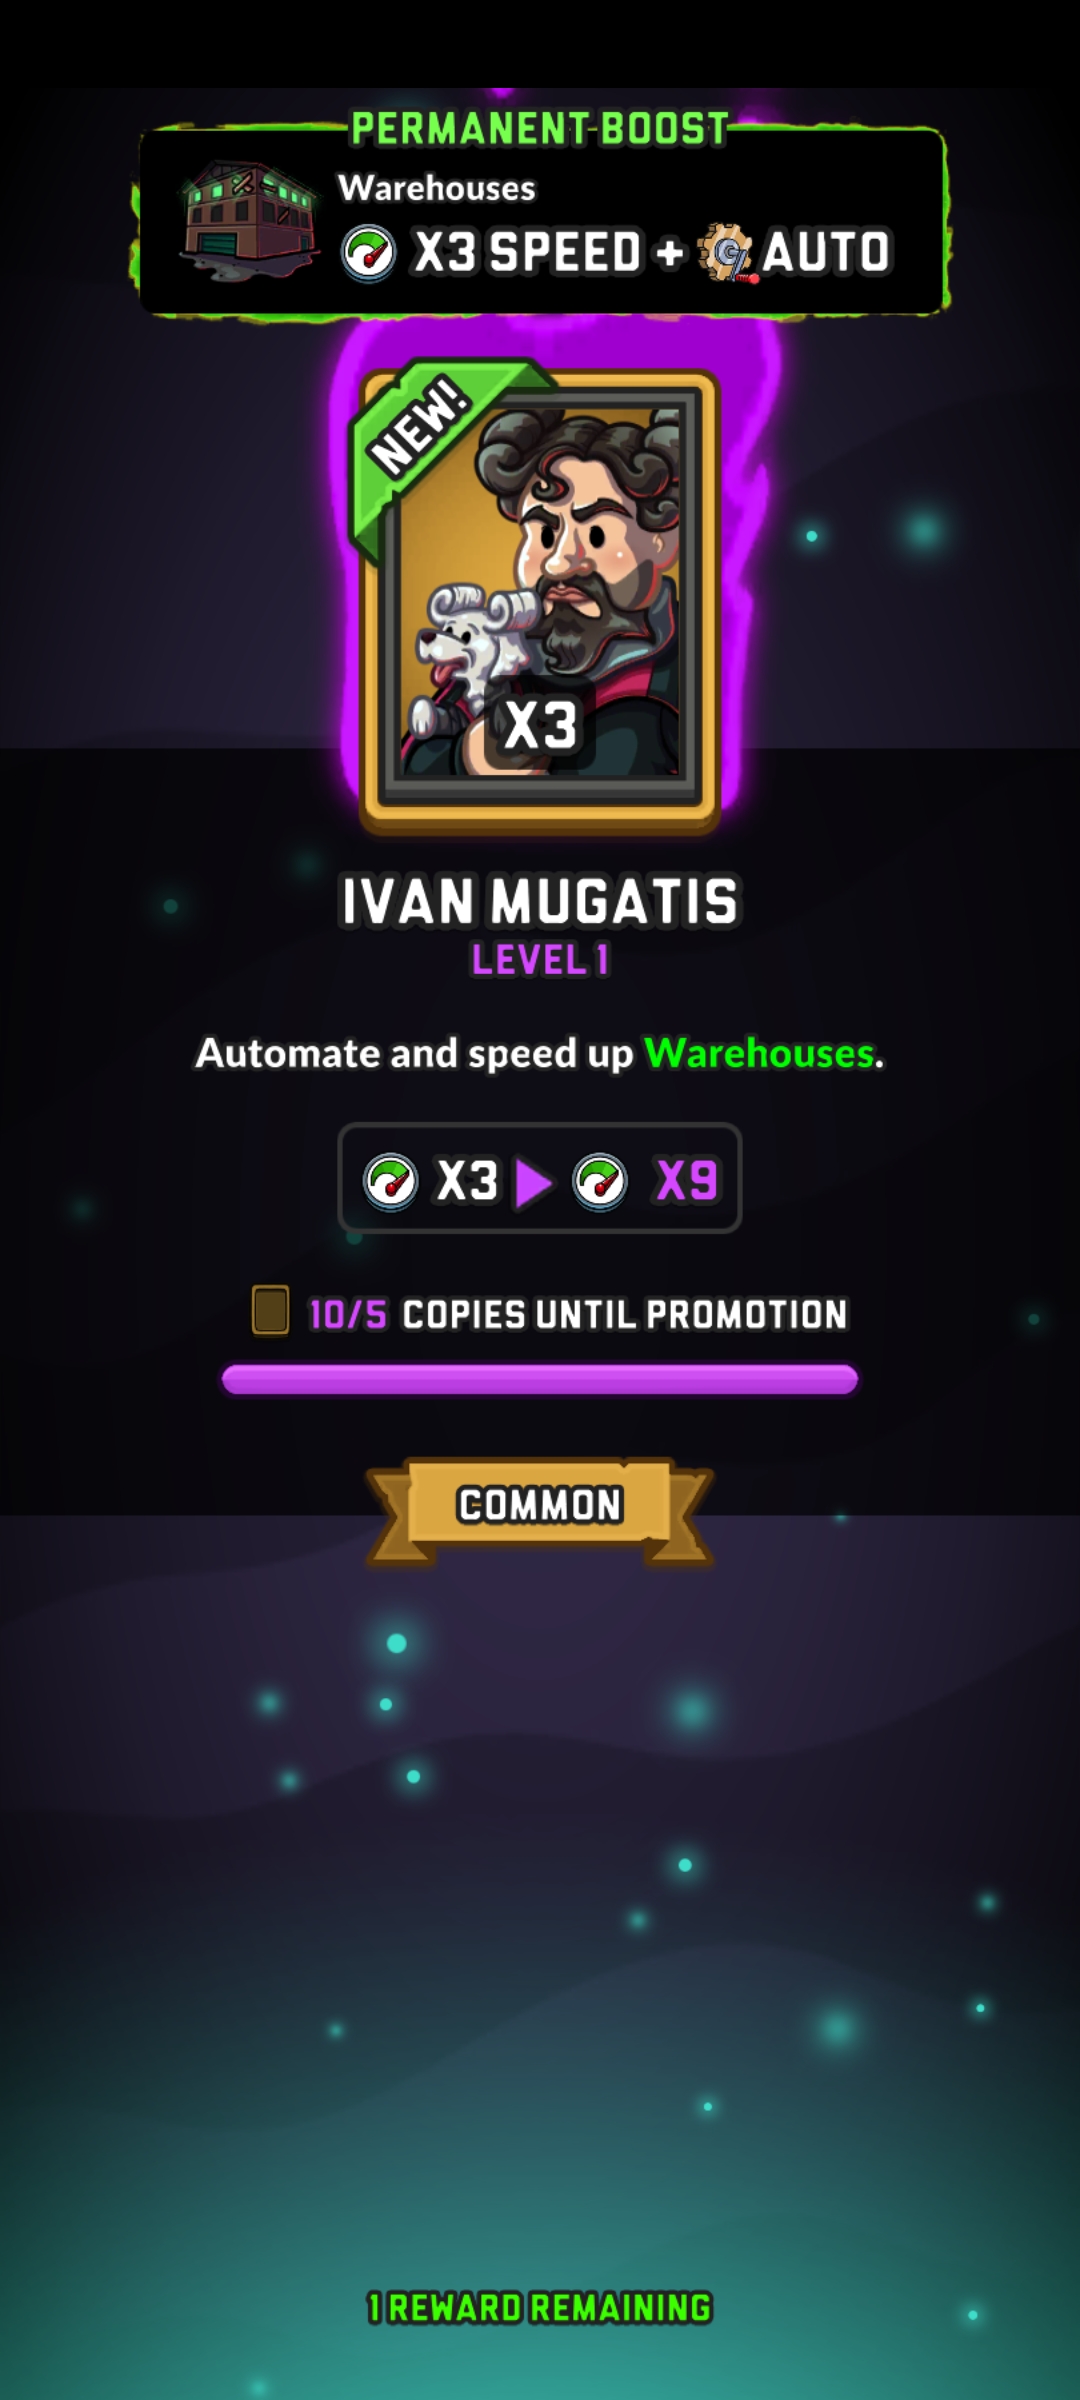 PERMANENT BOOST
Warehouses
X3 SPEED + AUTO
NEW!
X3
IVAN MUGATIS
LEVEL 1
Automate and speed up Warehouses.
X3 X9
10/5 COPIES UNTIL PROMOTION
COMMON
1 REWARD REMAINING